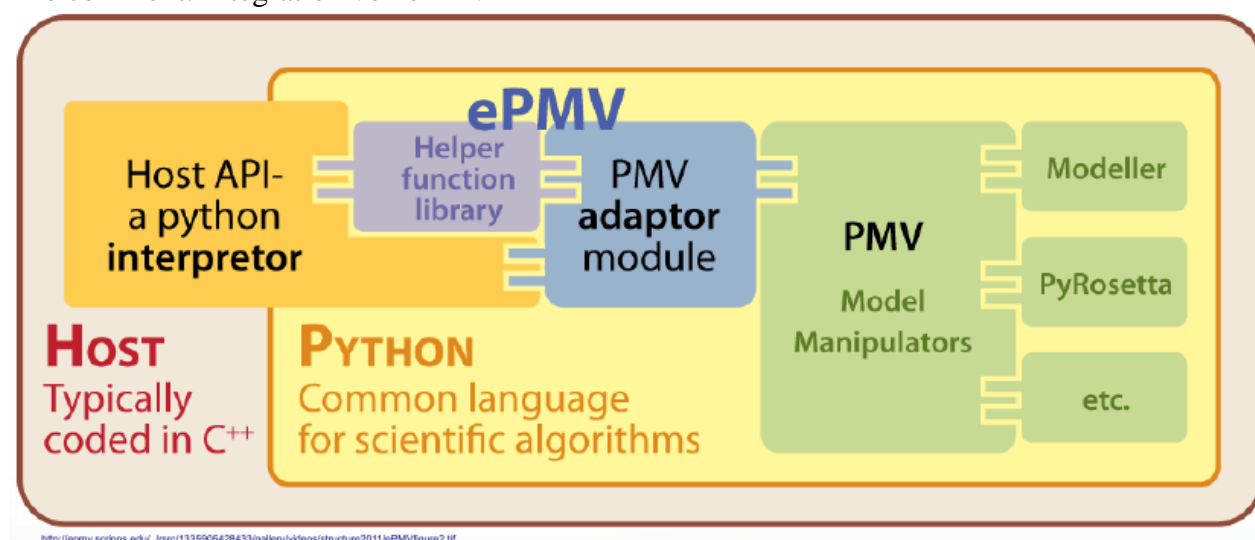 ePMV
Host API-
a python
interpretor
Helper
function
library
PMV
adaptor
module
PMV
Model
Manipulators
Modeller
PyRosetta
etc.
HOST
Typically
coded in C++
PYTHON
Common language
for scientific algorithms